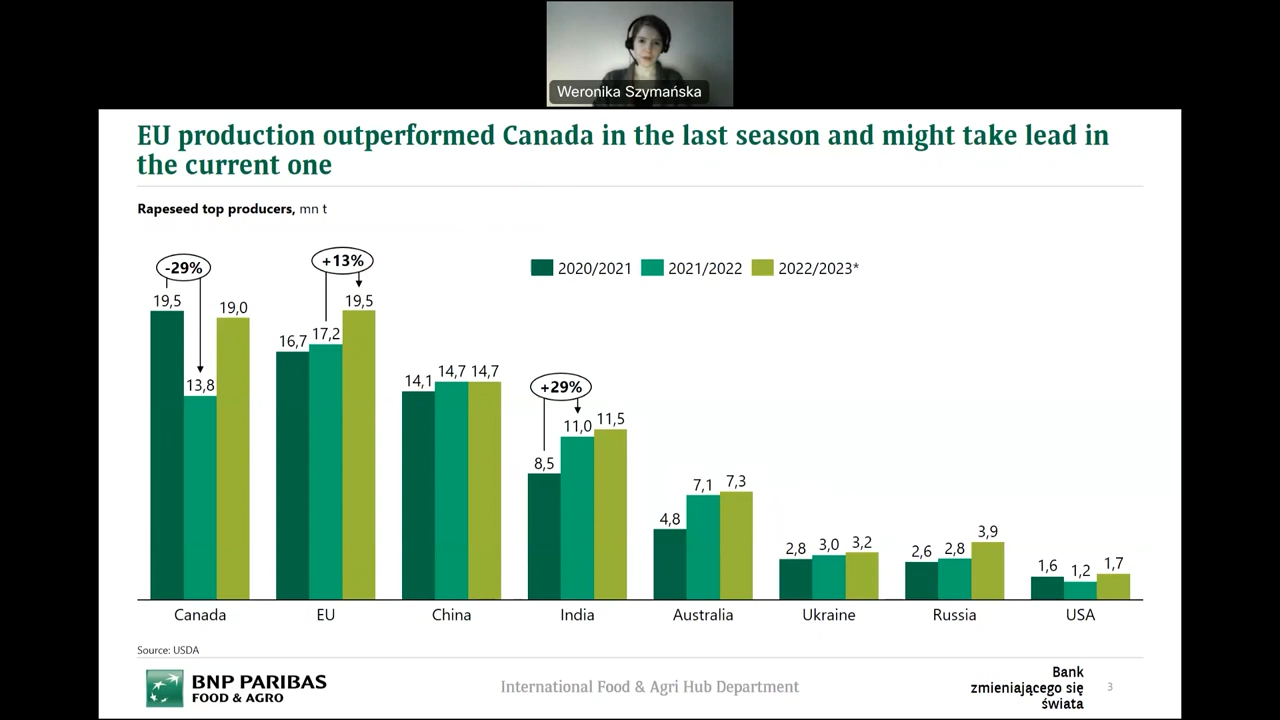 Weronika Szymańska
EU production outperformed Canada in the last season and might take lead in
the current one
Rapeseed top producers, mn t
-29%
+13%
2020/2021 2021/2022 2022/2023*
19,5 13,8 19,0
16,7 17,2 19,5
14,1 14,7 14,7
+29%
8,5 11,0 11,5
4,8 7,1 7,3
2,8 3,0 3,2
2,6 2,8 3,9
1,6 1,2 1,7
Canada EU China India Australia Ukraine Russia USA
Source: USDA
BNP PARIBAS
FOOD & AGRO
International Food & Agri Hub Department
Bank
zmieniającego się
świata
3